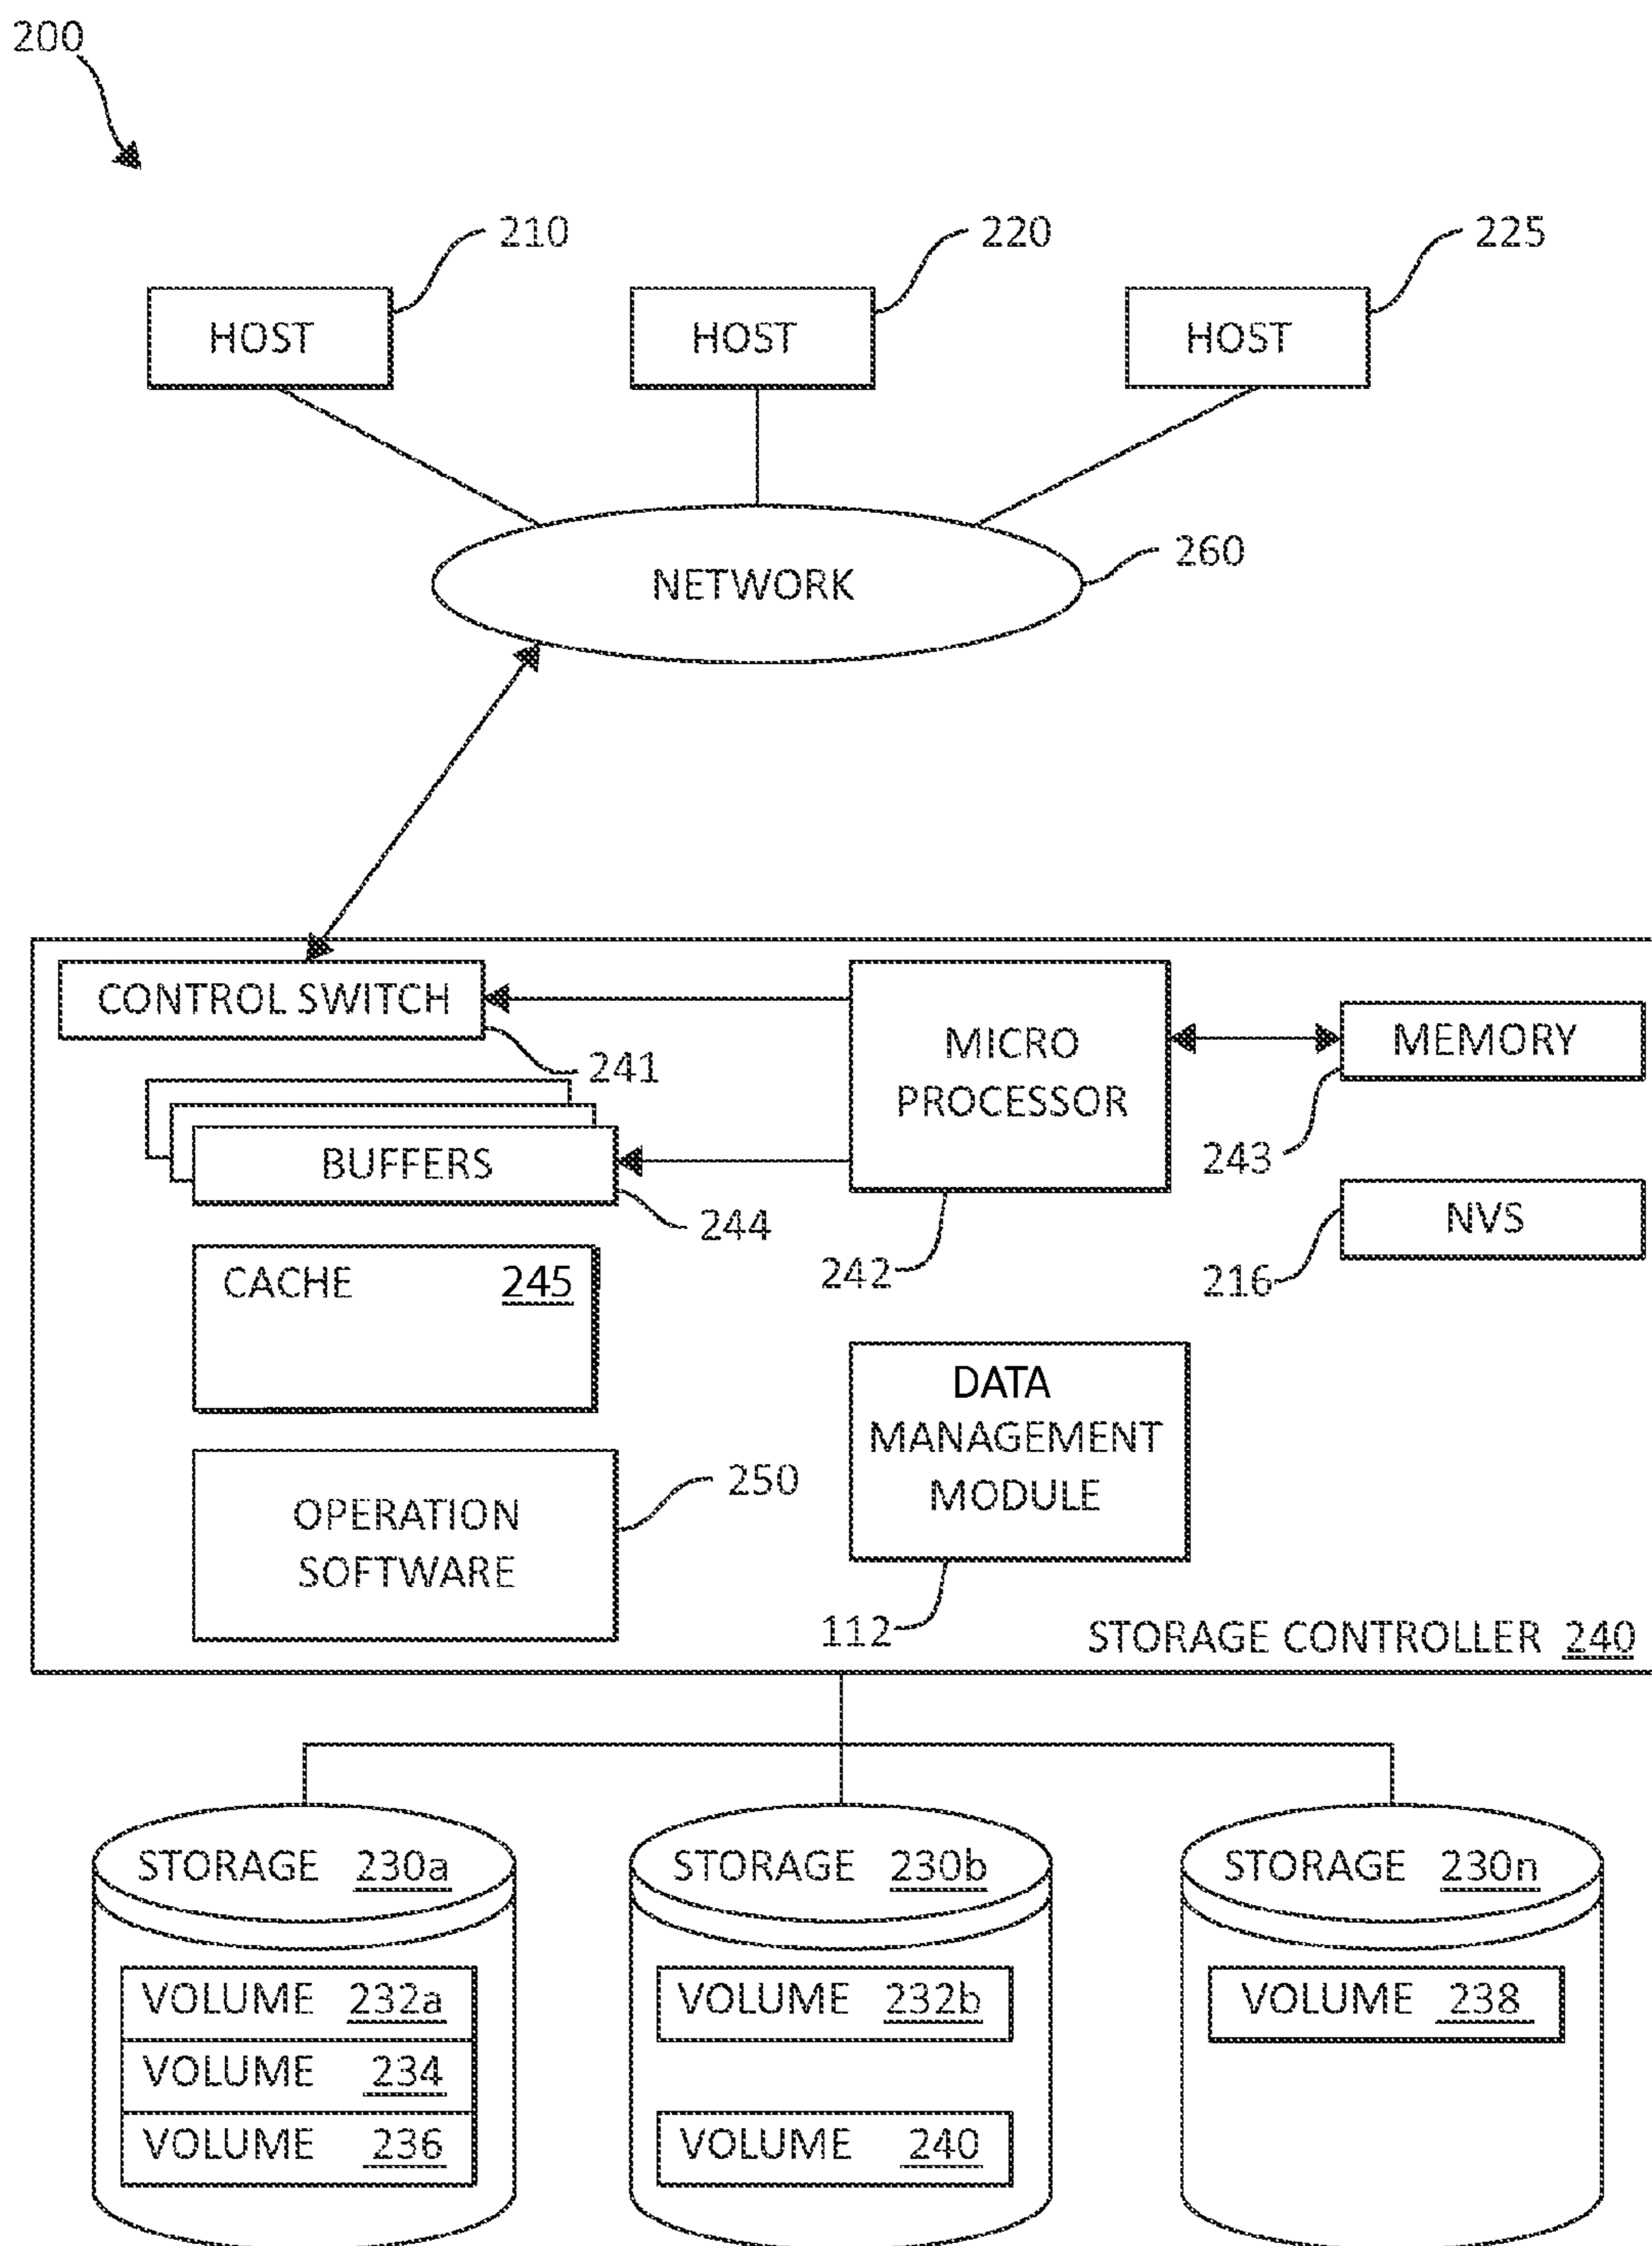 200
210
220
225
HOST
HOST
HOST
260
NETWORK
CONTROL SWITCH
241
MICRO
PROCESSOR
MEMORY
243
BUFFERS
244
242
NVS
216
CACHE 245
DATA
MANAGEMENT
MODULE
250
OPERATION
SOFTWARE
112
STORAGE CONTROLLER 240
STORAGE 230a
STORAGE 230b
STORAGE 230n
VOLUME 232a
VOLUME 232b
VOLUME 238
VOLUME 234
VOLUME 236
VOLUME 240